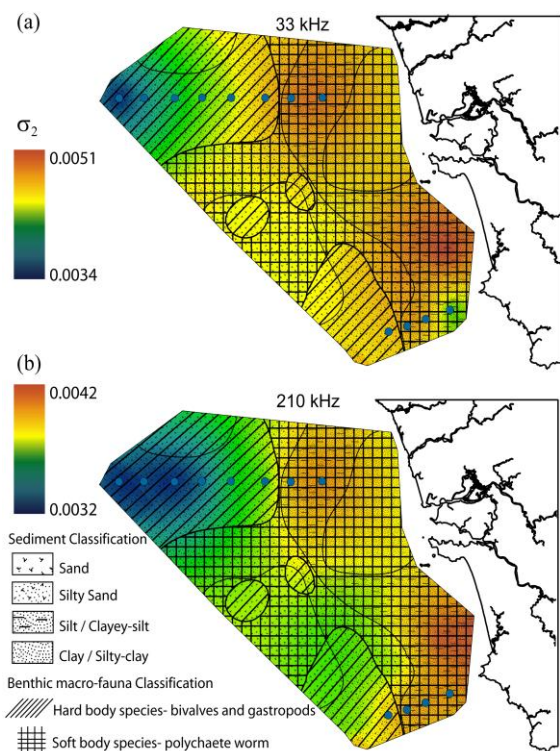 (a)
33 kHz
σ2
0.0051
0.0034
(b)
210 kHz
0.0042
0.0032
Sediment Classification
Sand
Silty Sand
Silt / Clayey-silt
Clay / Silty-clay
Benthic macro-fauna Classification
Hard body species- bivalves and gastropods
Soft body species- polychaete worm